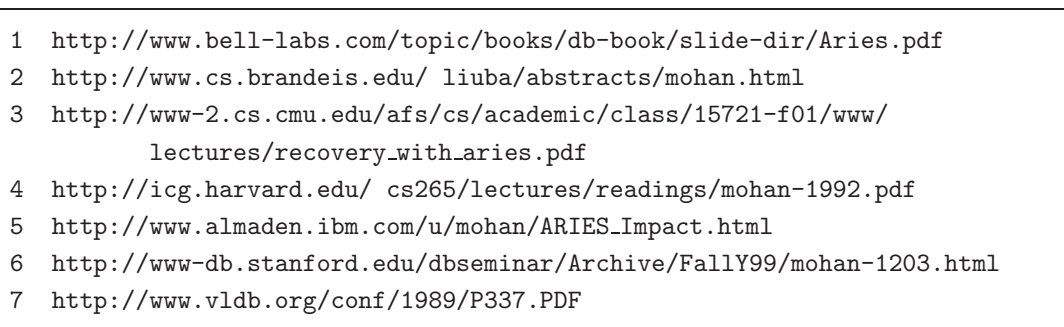 1 http://www.bell-labs.com/topic/books/db-book/slide-dir/Aries.pdf
2 http://www.cs.brandeis.edu/ liuba/abstracts/mohan.html
3 http://www-2.cs.cmu.edu/afs/cs/academic/class/15721-f01/www/
lectures/recovery_with_aries.pdf
4 http://icg.harvard.edu/ cs265/lectures/readings/mohan-1992.pdf
5 http://www.almaden.ibm.com/u/mohan/ARIES_Impact.html
6 http://www-db.stanford.edu/dbseminar/Archive/FallY99/mohan-1203.html
7 http://www.vldb.org/conf/1989/P337.PDF